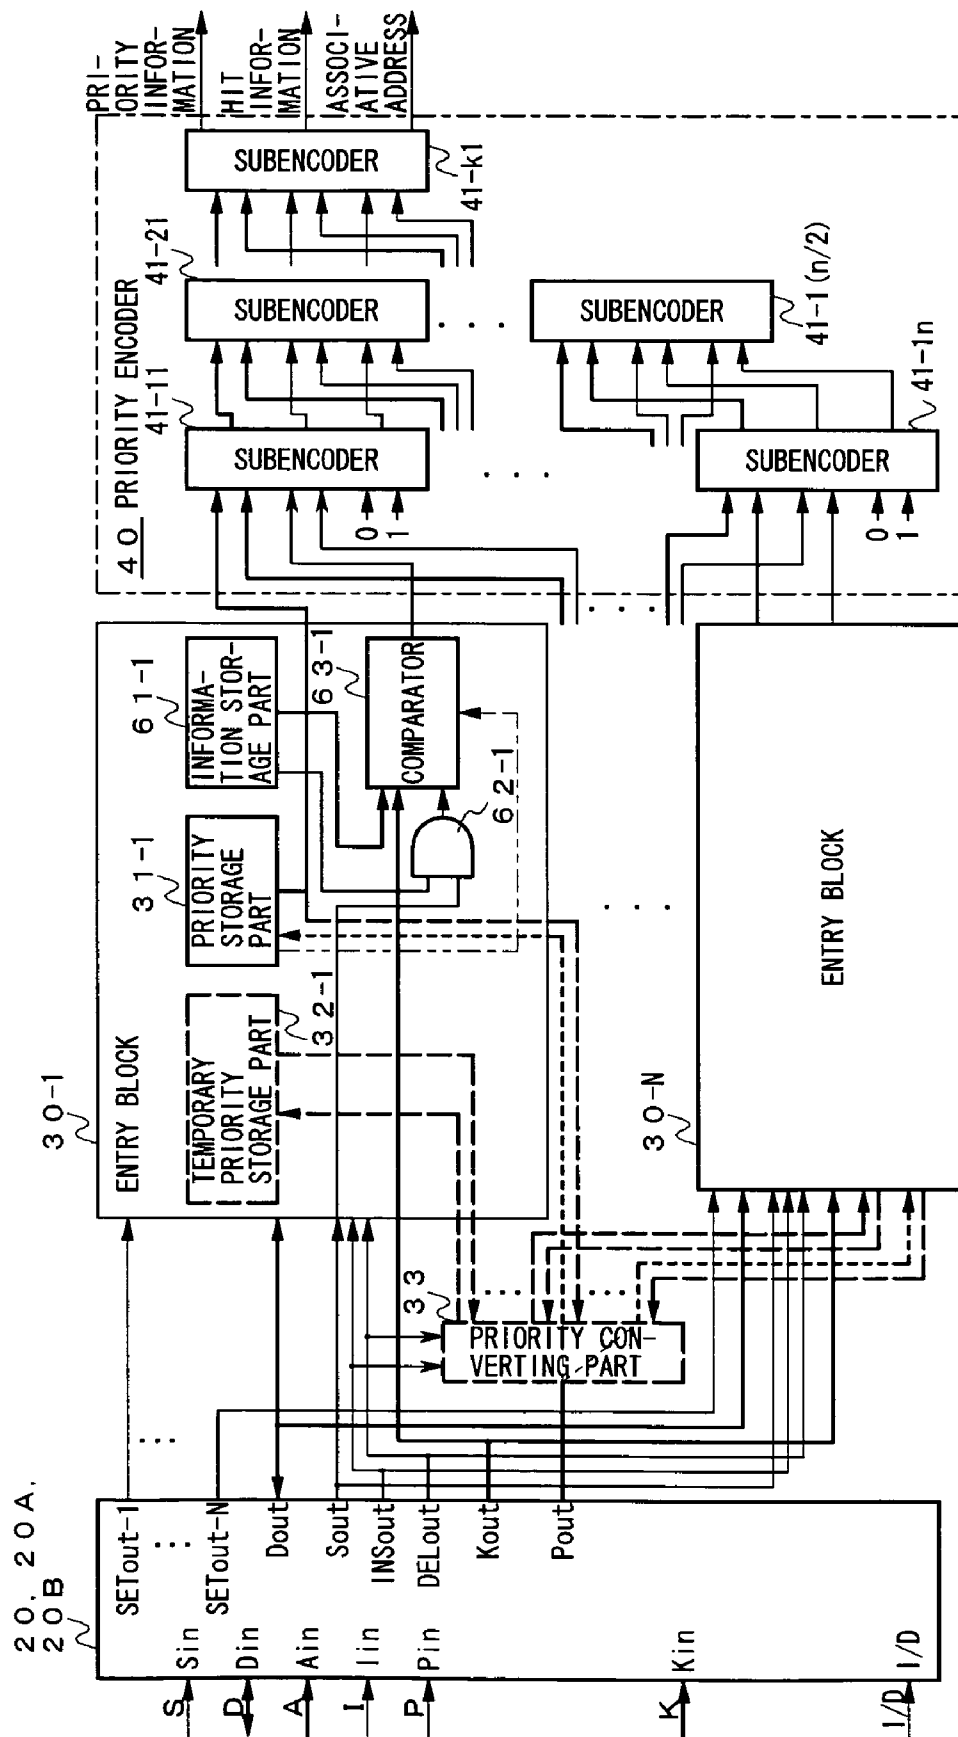 20, 20A,
20B
S
D
A
I
P
K
I/D
Sin
Din
Ain
Iin
Pin
Kin
I/D
SETout-1
SETout-N
Dout
Sout
INSout
DELout
Kout
Pout
30-1
ENTRY BLOCK
TEMPORARY
PRIORITY
STORAGE PART
32-1
PRIORITY
STORAGE
PART
31-1
INFORMA-
TION STOR-
AGE PART
61-1
COMPARATOR
63-1
62-1
33
PRIORITY CON-
VERTING PART
30-N
ENTRY BLOCK
40 PRIORITY ENCODER
41-11
SUBENCODER
0
1
41-21
SUBENCODER
SUBENCODER
41-k1
SUBENCODER
41-1(n/2)
SUBENCODER
41-1n
0
1
PRI-
ORITY
INFOR-
MATION
HIT
INFOR-
MATION
ASSOCI-
ATIVE
ADDRESS